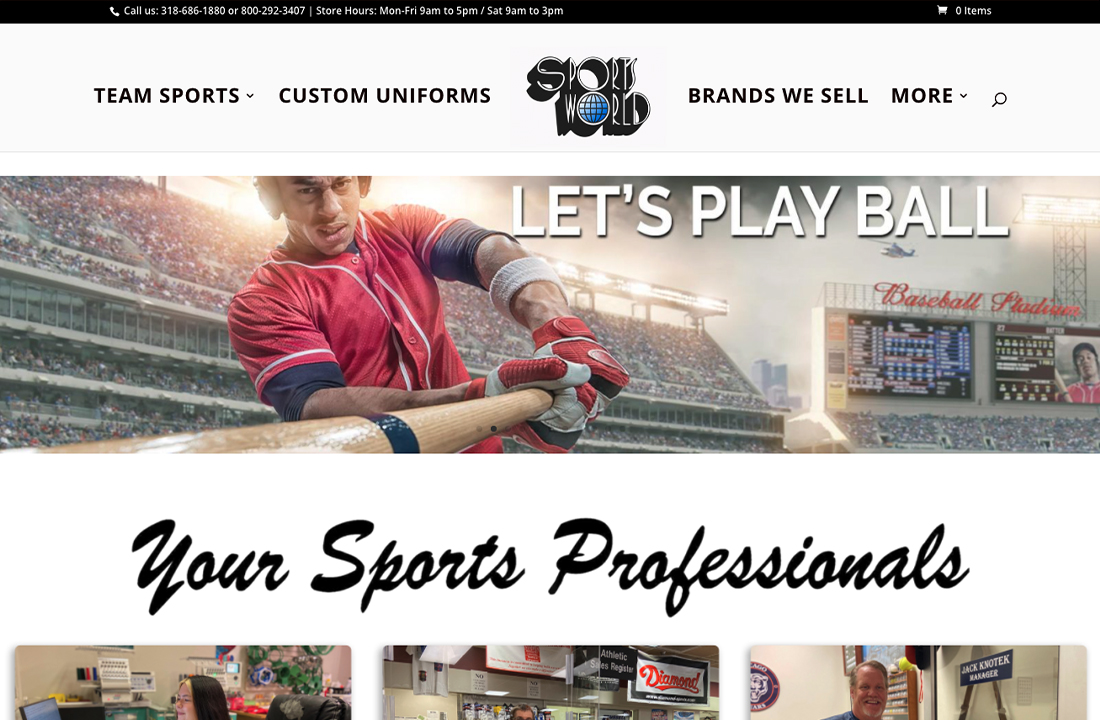 Call us: 318-686-1880 or 800-292-3407 | Store Hours: Mon-Fri 9am to 5pm / Sat 9am to 3pm
0 Items
TEAM SPORTS
CUSTOM UNIFORMS
SPORTS
WORLD
BRANDS WE SELL
MORE
LET'S PLAY BALL
Baseball Stadium
Your Sports Professionals
Athletic
Sales Register
Diamond
JACK KNOTEK
MANAGER